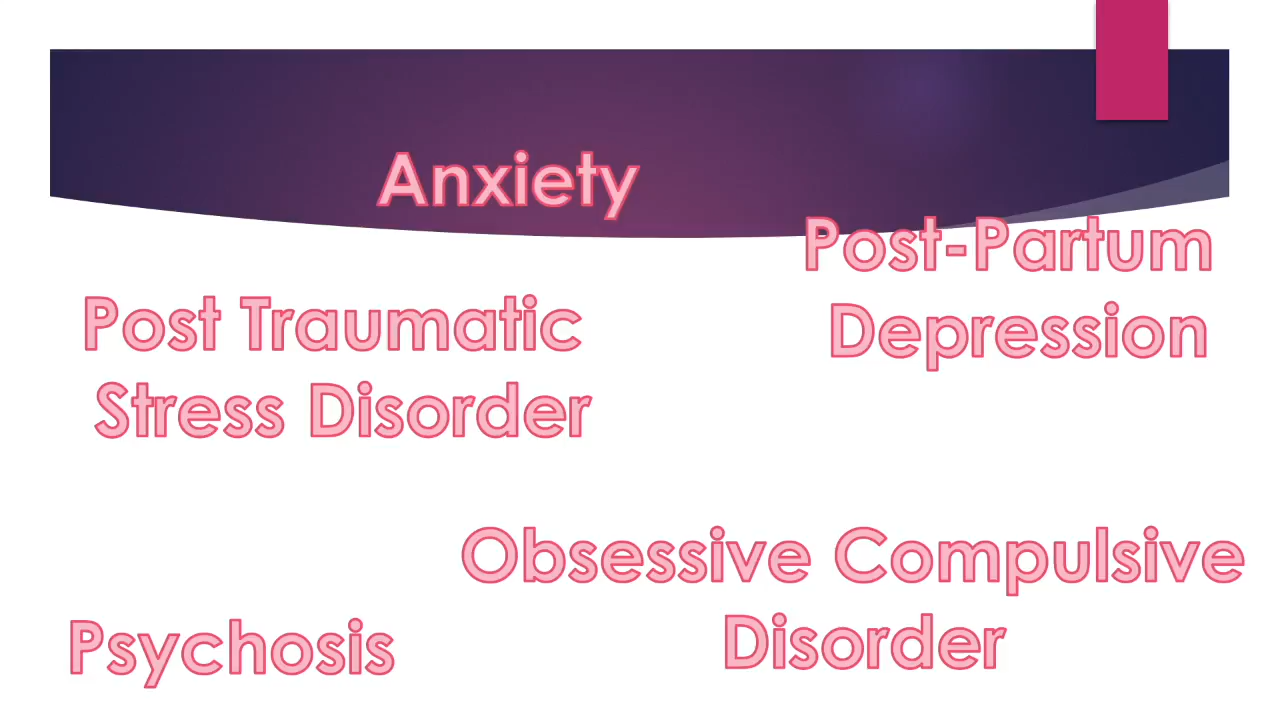 Anxiety
Post-Partum
Depression
Post Traumatic
Stress Disorder
Obsessive Compulsive
Disorder
Psychosis